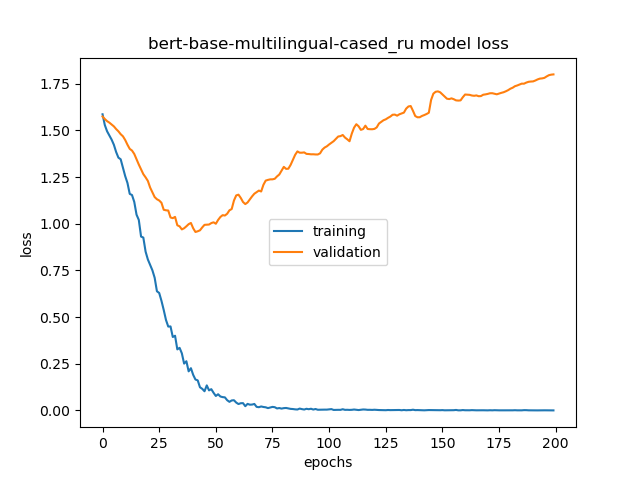 bert-base-multilingual-cased_ru model loss
loss
1.75
1.50
1.25
1.00
0.75
0.50
0.25
0.00
training
validation
0 25 50 75 100 125 150 175 200
epochs